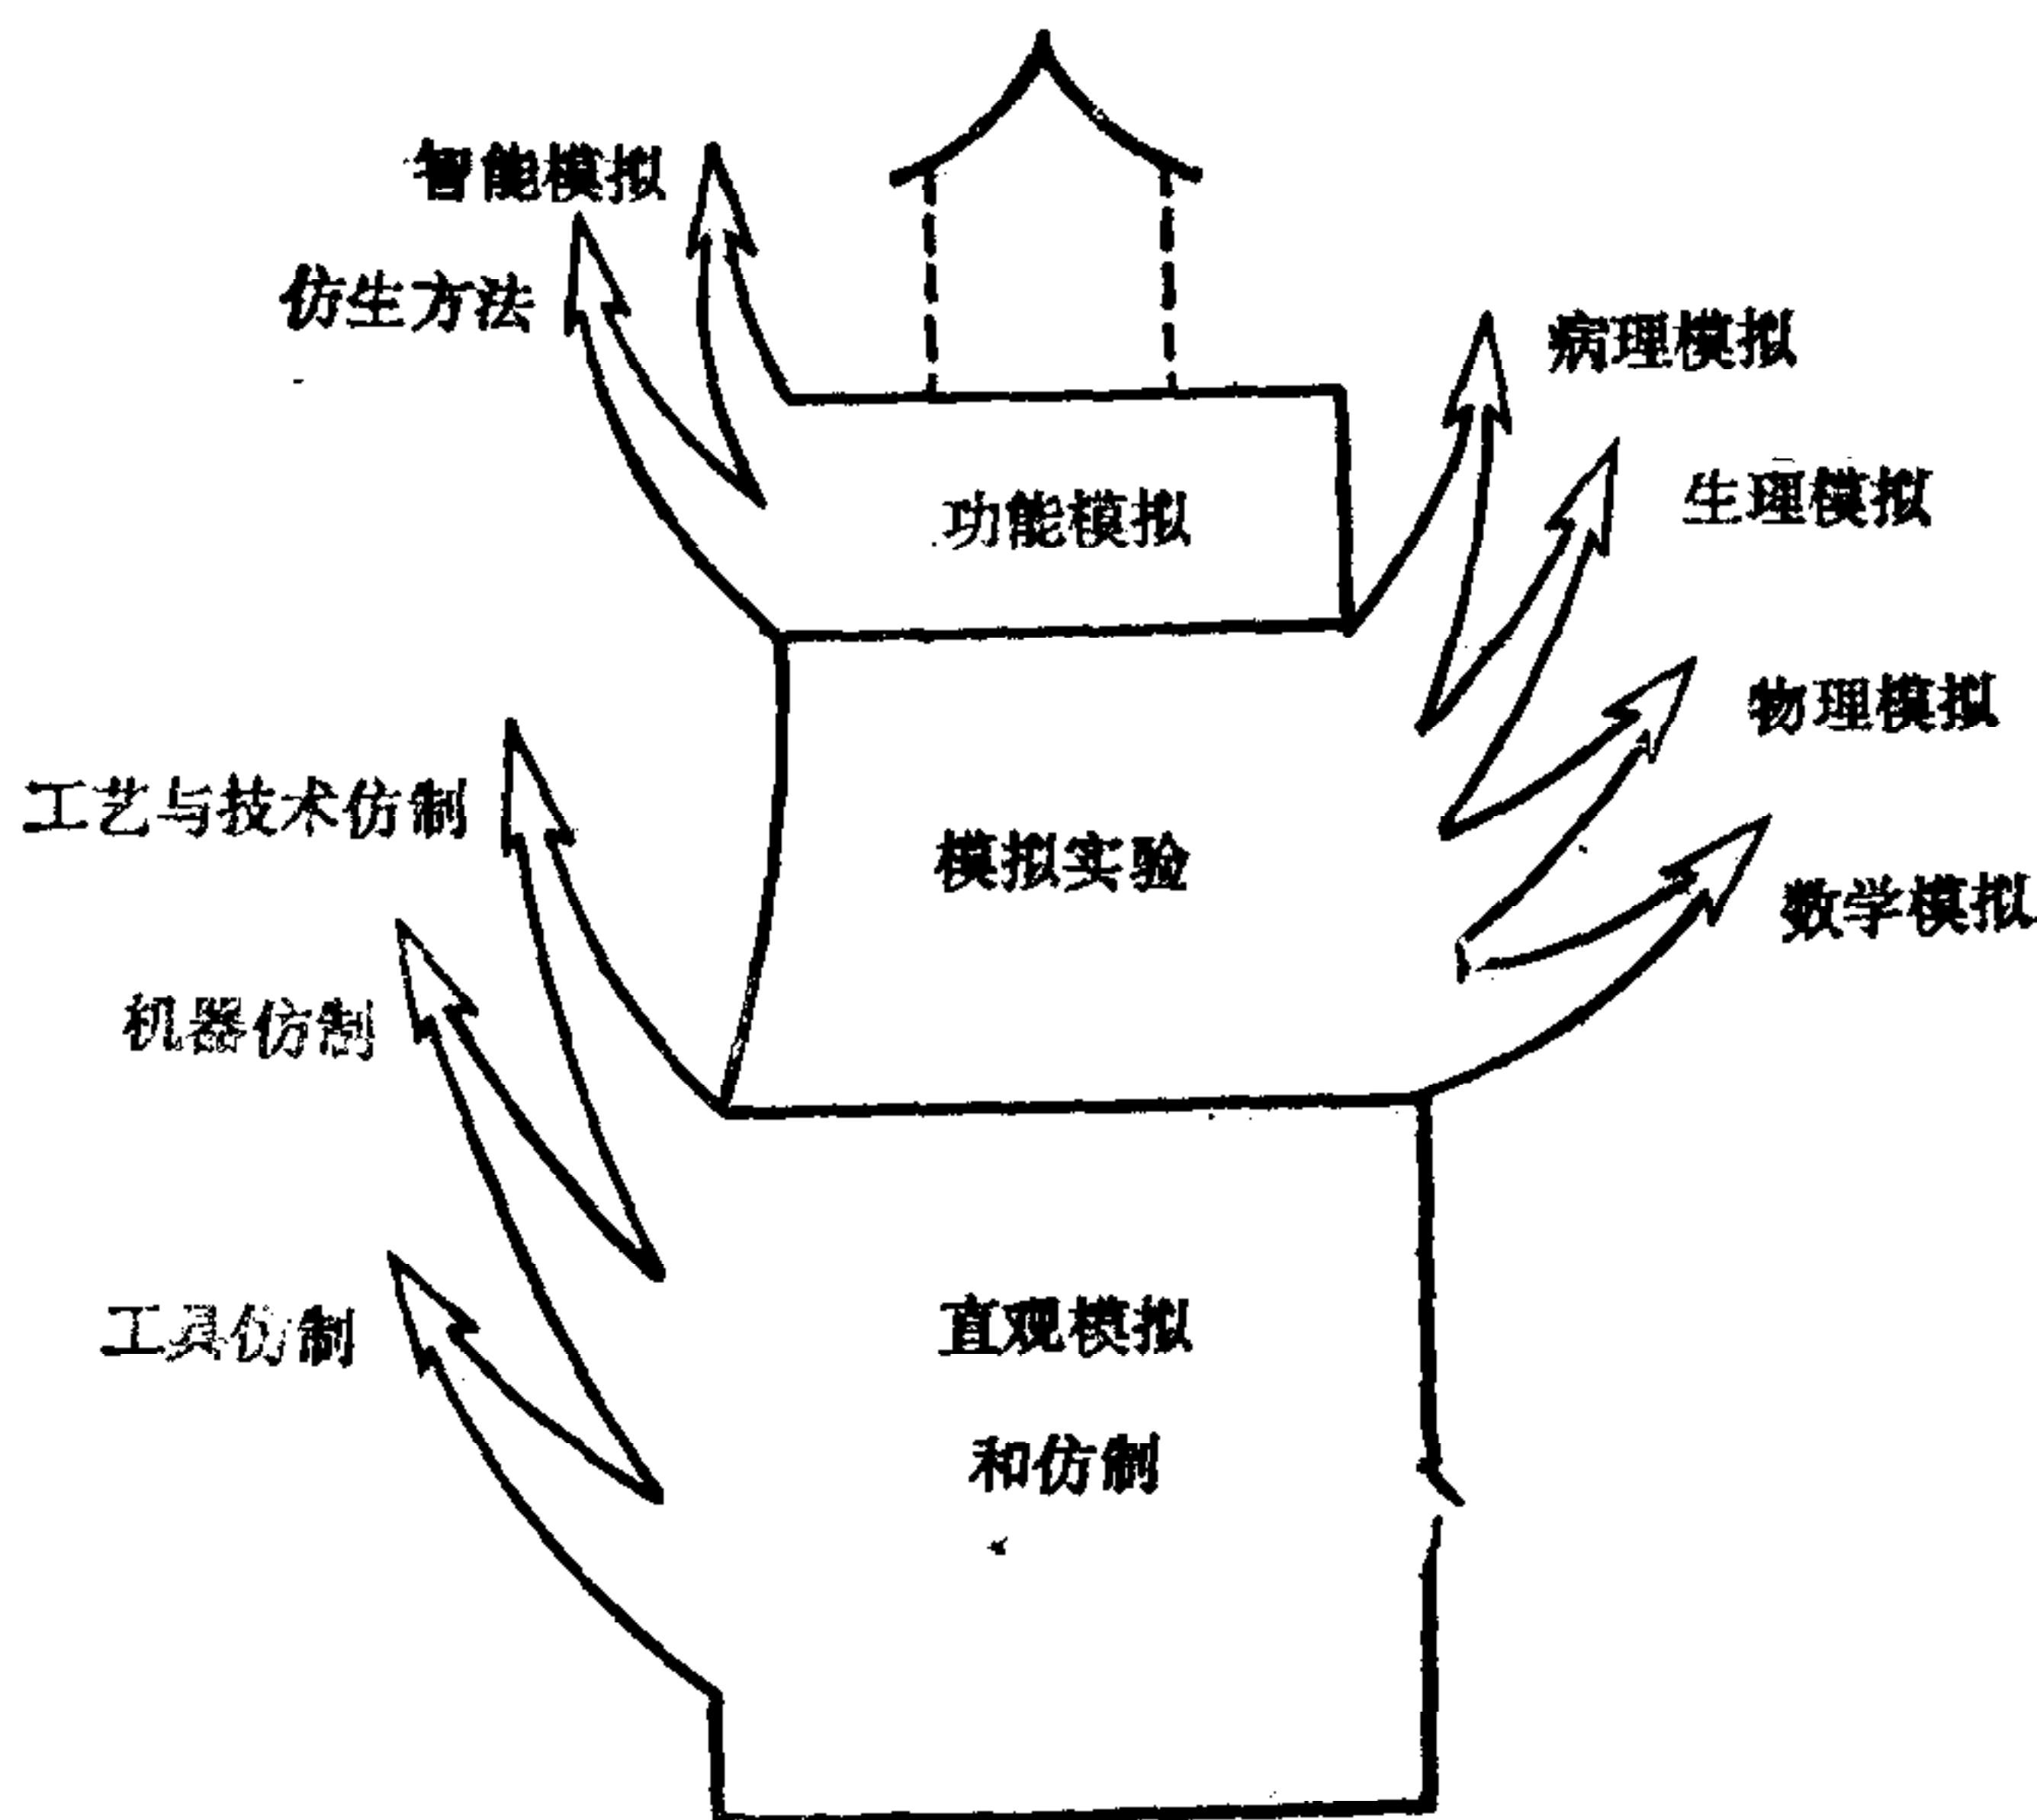 智能模拟
仿生方法
病理模拟
生理模拟
功能模拟
物理模拟
工艺与技术仿制
模拟实验
数学模拟
机器仿制
直观模拟
工具仿制
和仿制